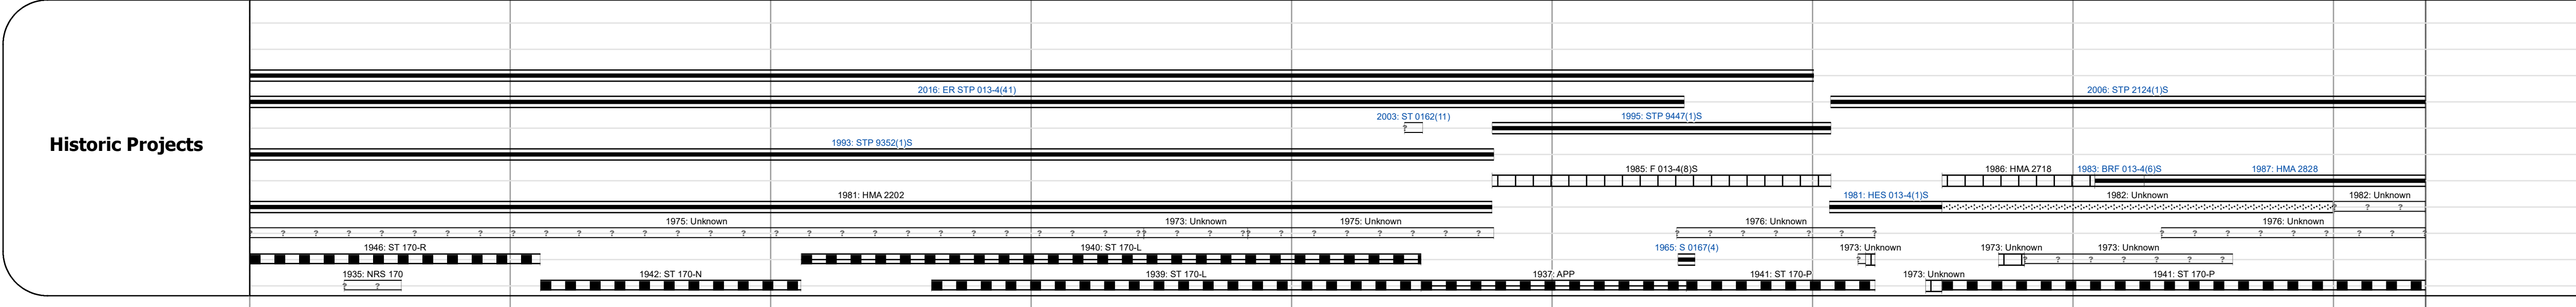 2016: ER STP 013-4(41)
2006: STP 2124(1)S
2003: ST 0162(11)
1995: STP 9447(1)S
Historic Projects
1993: STP 9352(1)S
1985: F 013-4(8)S
1986: HMA 2718
1983: BRF 013-4(6)S
1987: HMA 2828
1981: HMA 2202
1981: HES 013-4(1)S
1982: Unknown
1982: Unknown
1975: Unknown
1973: Unknown
1975: Unknown
1976: Unknown
1976: Unknown
1946: ST 170-R
1940: ST 170-L
1965: S 0167(4)
1973: Unknown
1973: Unknown
1973: Unknown
1935: NRS 170
1942: ST 170-N
1939: ST 170-L
1937: APP
1941: ST 170-P
1973: Unknown
1941: ST 170-P